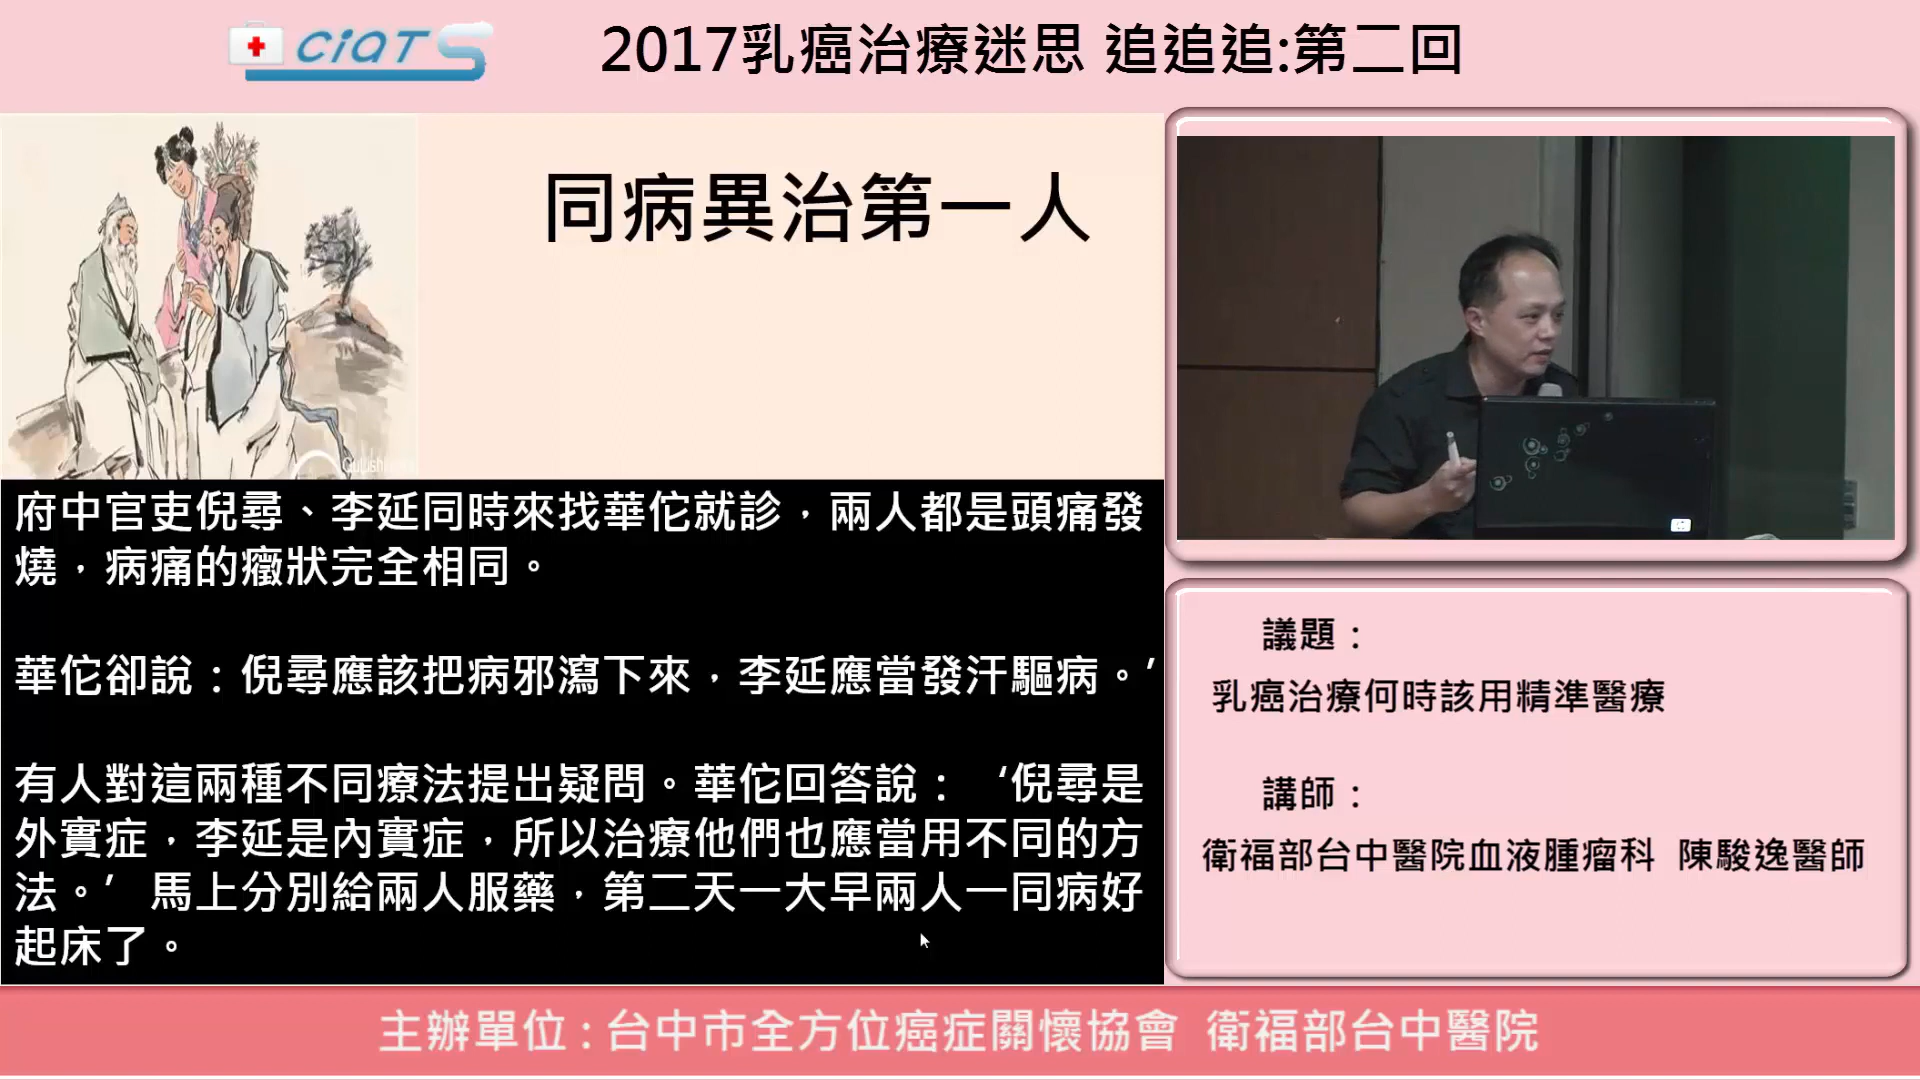 CIQTS
2017乳癌治療迷思 追追追:第二回
同病異治第一人
府中官吏倪尋、李延同時來找華佗就診，兩人都是頭痛發
燒，病痛的癥狀完全相同。
華佗卻說：倪尋應該把病邪瀉下來，李延應當發汗驅病。’
有人對這兩種不同療法提出疑問。華佗回答說： ‘倪尋是
外實症，李延是內實症，所以治療他們也應當用不同的方
法。’ 馬上分別給兩人服藥，第二天一大早兩人一同病好
起床了。
議題：
乳癌治療何時該用精準醫療
講師：
衛福部台中醫院血液腫瘤科 陳駿逸醫師
主辦單位 : 台中市全方位癌症關懷協會 衛福部台中醫院